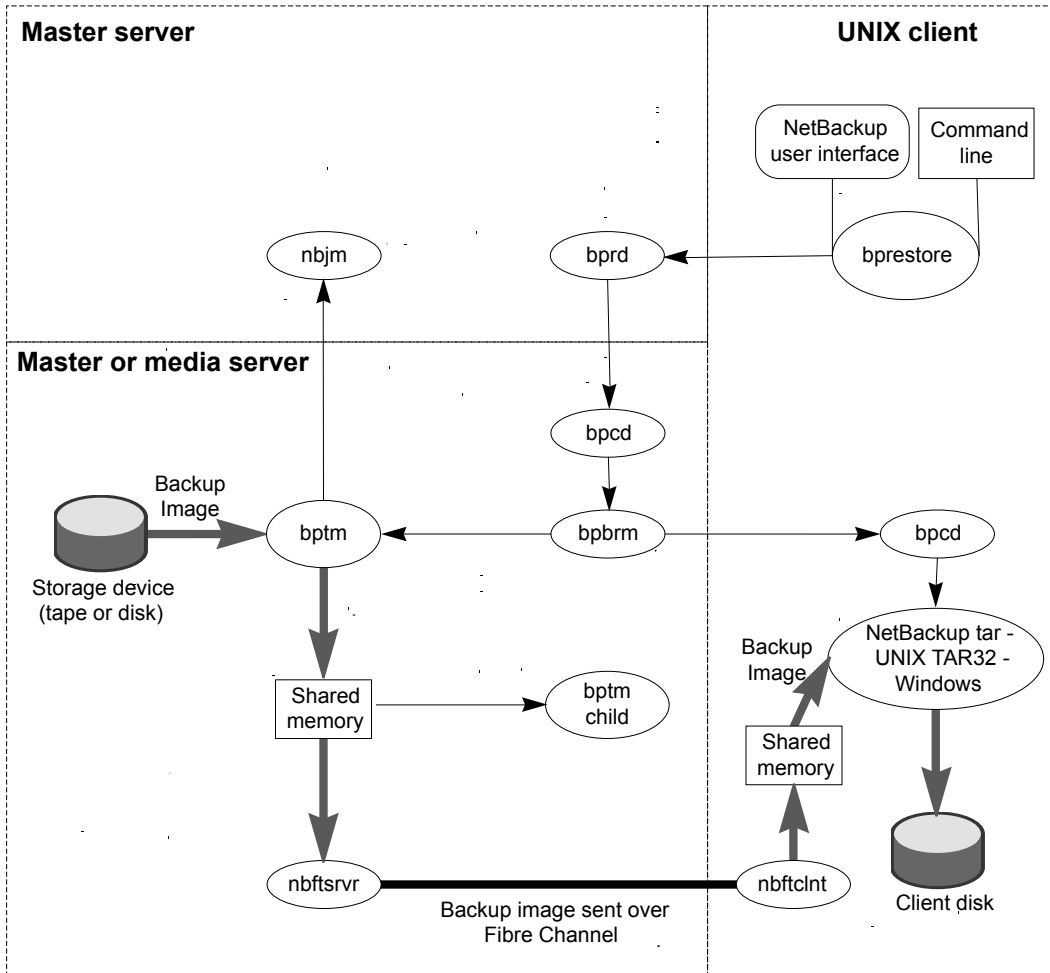 Master server
UNIX client
NetBackup
user interface
Command
line
nbjm
bprd
bprestore
Master or media server
bpcd
Backup
Image
bptm
bpbrm
bpcd
Storage device
(tape or disk)
NetBackup tar -
UNIX TAR32 -
Windows
Backup
Image
Shared
memory
bptm
child
Shared
memory
nbftsrvr
nbftclnt
Client disk
Backup image sent over
Fibre Channel